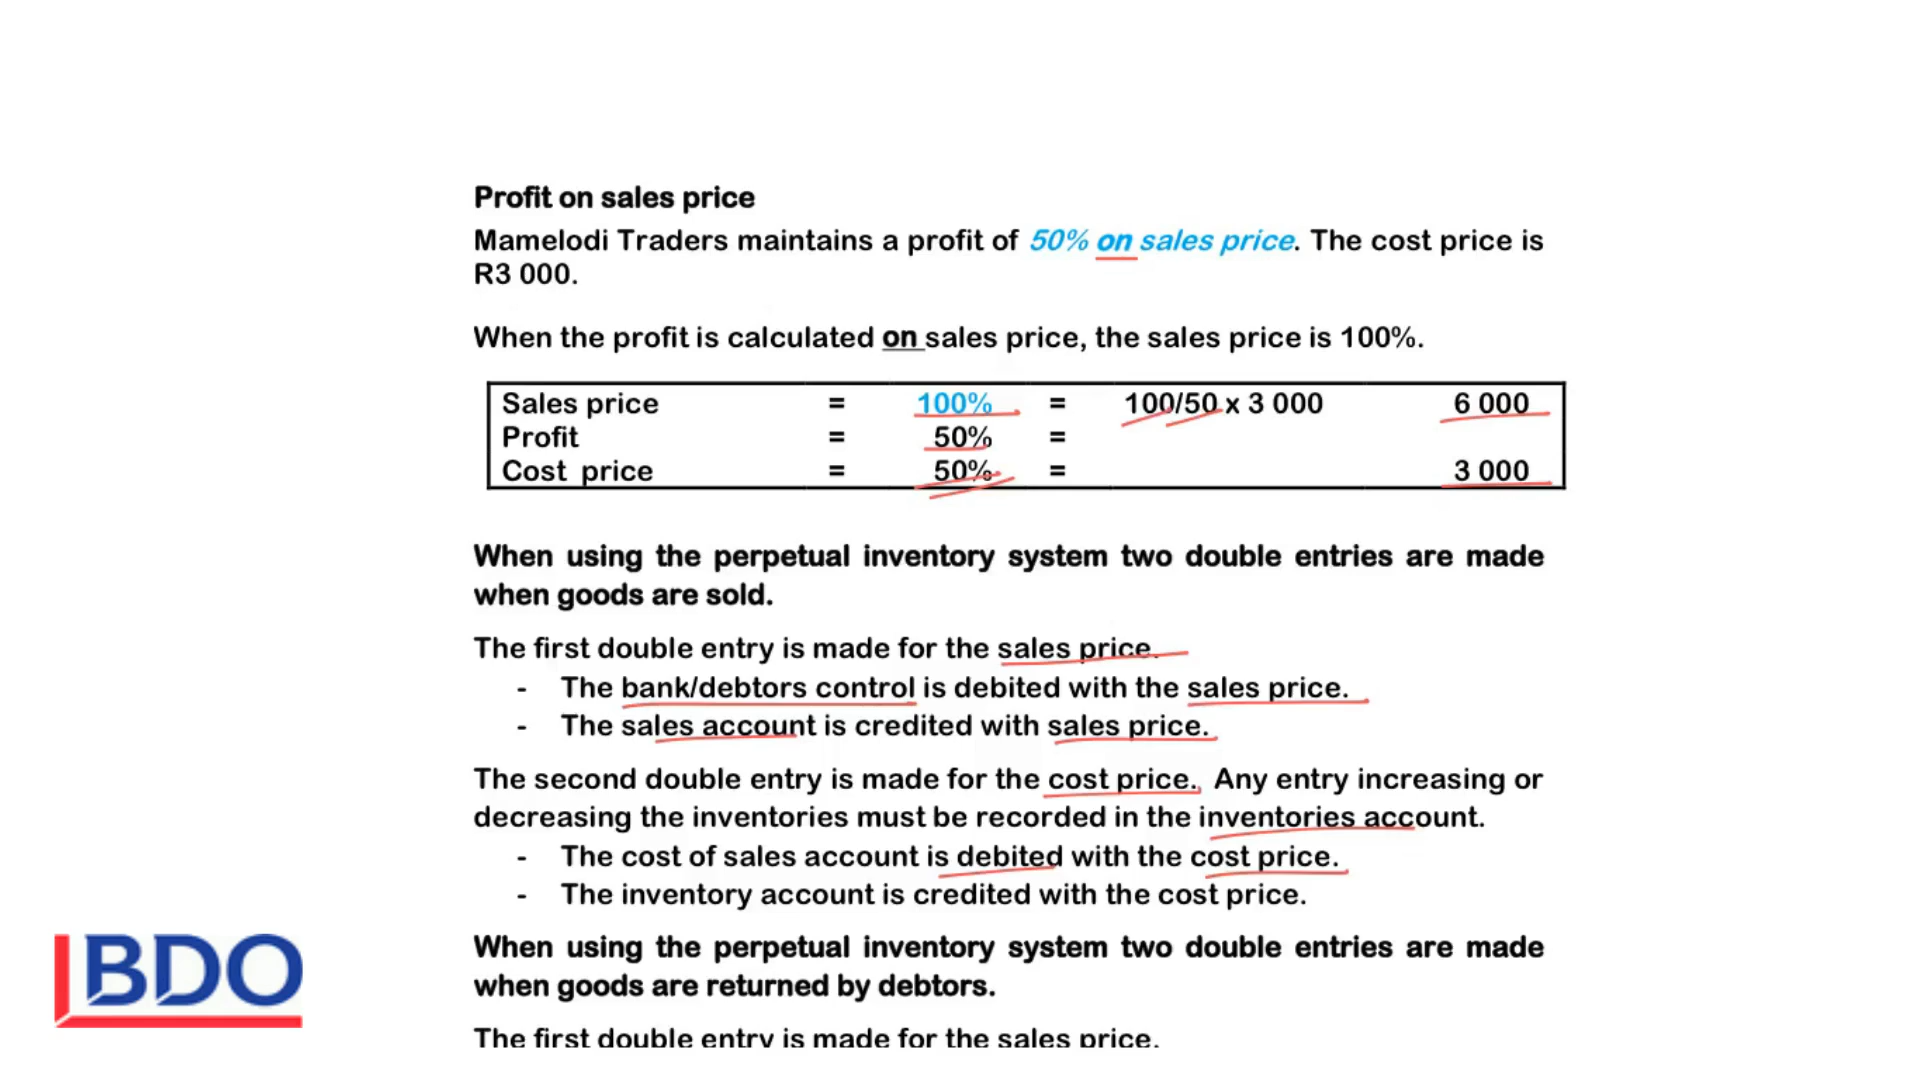 Profit on sales price
Mamelodi Traders maintains a profit of 50% on sales price. The cost price is
R3 000.
When the profit is calculated on sales price, the sales price is 100%.
Sales price = 100% = 100/50 x 3 000 6 000
Profit = 50% =
Cost price = 50% = 3 000
When using the perpetual inventory system two double entries are made
when goods are sold.
The first double entry is made for the sales price.
- The bank/debtors control is debited with the sales price.
- The sales account is credited with sales price.
The second double entry is made for the cost price. Any entry increasing or
decreasing the inventories must be recorded in the inventories account.
- The cost of sales account is debited with the cost price.
- The inventory account is credited with the cost price.
When using the perpetual inventory system two double entries are made
when goods are returned by debtors.
The first double entry is made for the sales price.
BDO